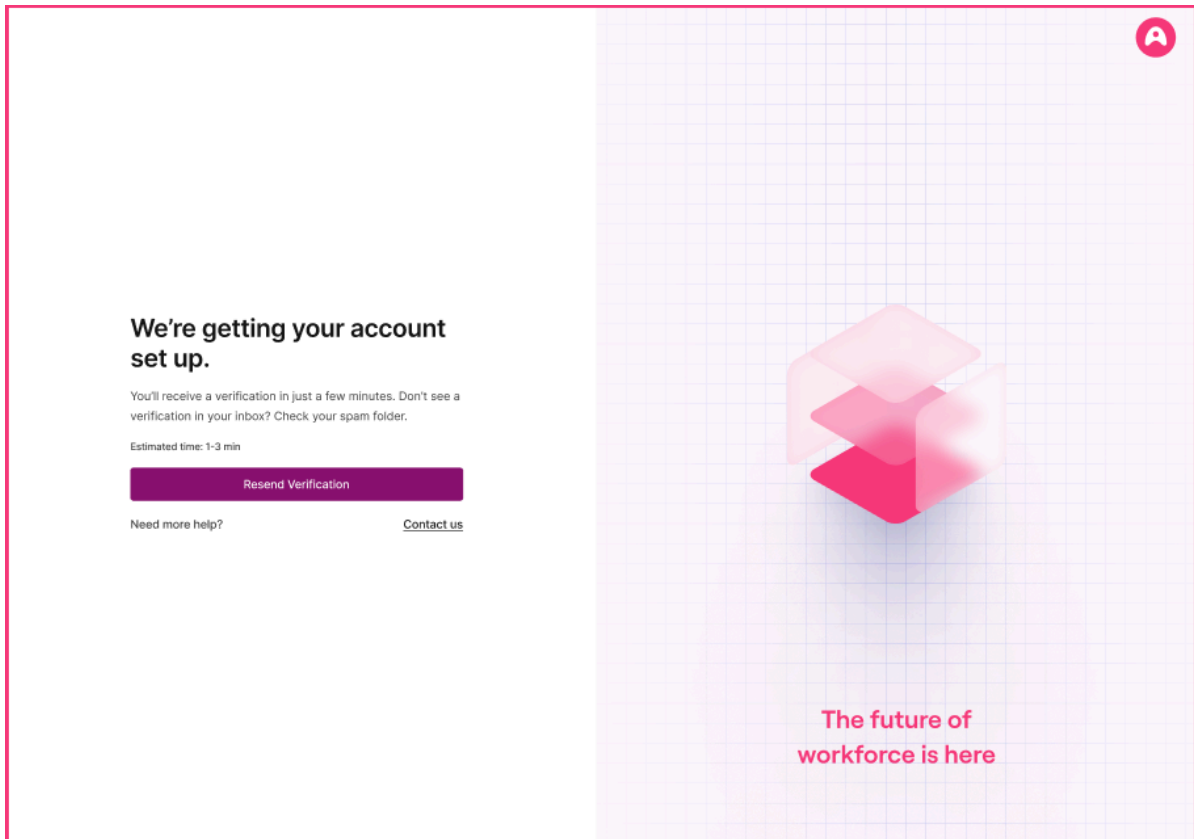 We're getting your account
set up.
You'll receive a verification in just a few minutes. Don't see a
verification in your inbox? Check your spam folder.
Estimated time: 1-3 min
Resend Verification
Need more help?
Contact us
The future of
workforce is here